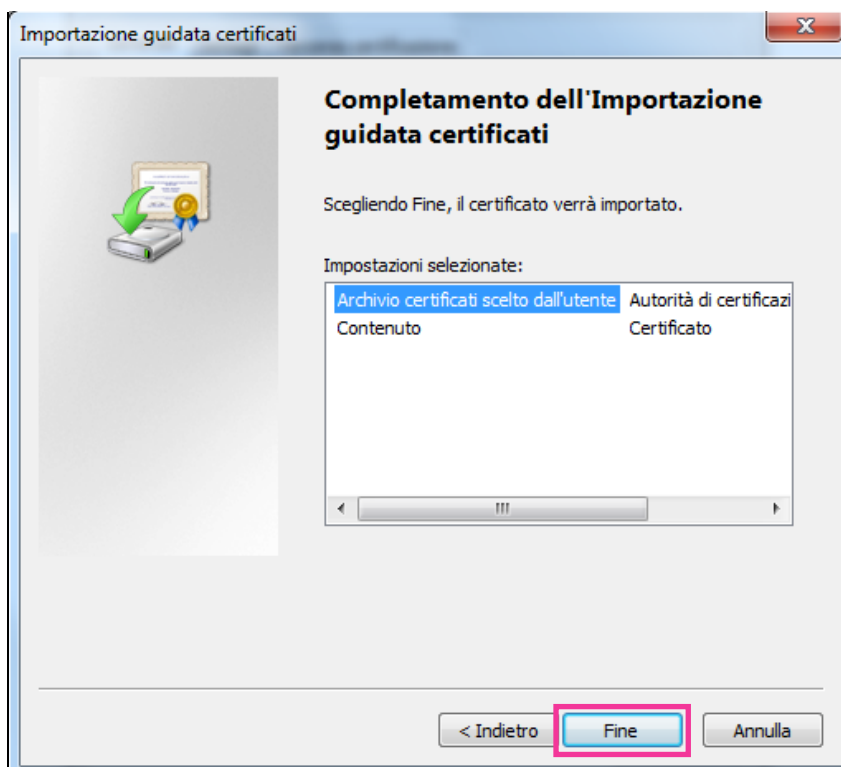 Importazione guidata certificati
Completamento dell'Importazione
guidata certificati
Scegliendo Fine, il certificato verrà importato.
Impostazioni selezionate:
Archivio certificati scelto dall'utente Autorità di certificazi
Contenuto Certificato
< Indietro Fine Annulla